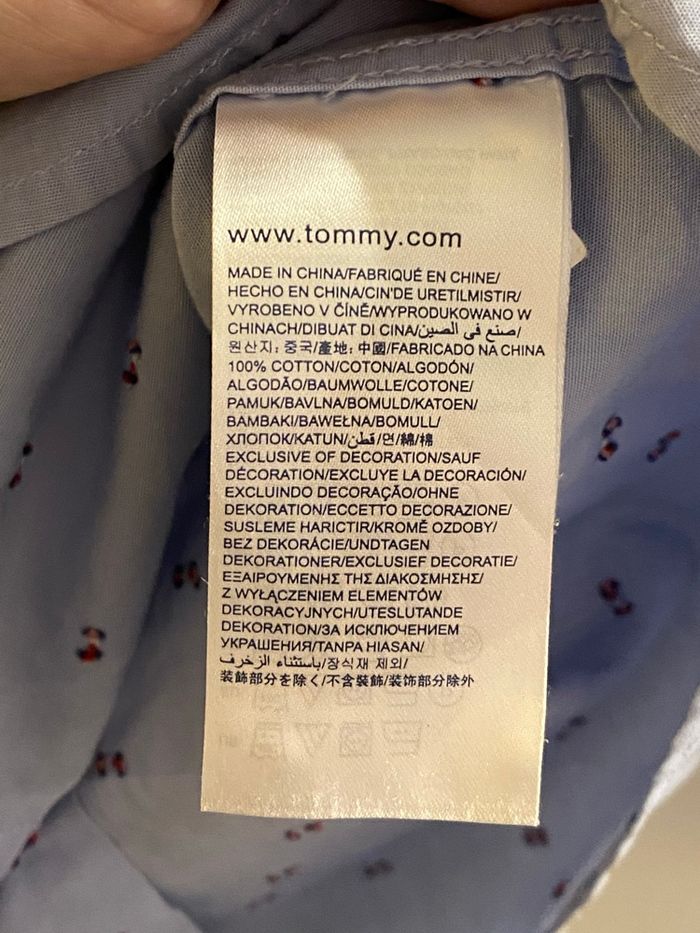 www.tommy.com
MADE IN CHINA/FABRIQUÉ EN CHINE/
HECHO EN CHINA/CIN'DE URETILMISTIR/
VYROBENO V ČÍNĚ/WYPRODUKOWANO W
CHINACH/DIBUAT DI CINA/صنع في الصين/
원산지: 중국/產地: 中國/FABRICADO NA CHINA
100% COTTON/COTON/ALGODÓN/
ALGODÃO/BAUMWOLLE/COTONE/
PAMUK/BAVLNA/BOMULD/KATOEN/
BAMBAKI/BAWEŁNA/BOMULL/
ХЛОПОК/KATUN/قطن/면/綿/棉
EXCLUSIVE OF DECORATION/SAUF
DÉCORATION/EXCLUYE LA DECORACIÓN/
EXCLUINDO DECORAÇÃO/OHNE
DEKORATION/ECCETTO DECORAZIONE/
SUSLEME HARICTIR/KROMĚ OZDOBY/
BEZ DEKORÁCIE/UNDTAGEN
DEKORATIONER/EXCLUSIEF DECORATIE/
ΕΞΑΙΡΟΥΜΕΝΗΣ ΤΗΣ ΔΙΑΚΟΣΜΗΣΗΣ/
Z WYŁĄCZENIEM ELEMENTÓW
DEKORACYJNYCH/UTESLUTANDE
DEKORATION/ЗА ИСКЛЮЧЕНИЕМ
УКРАШЕНИЯ/TANPA HIASAN/
باستثناء الزخرف/장식재 제외/
装飾部分を除く/不含裝飾/装饰部分除外